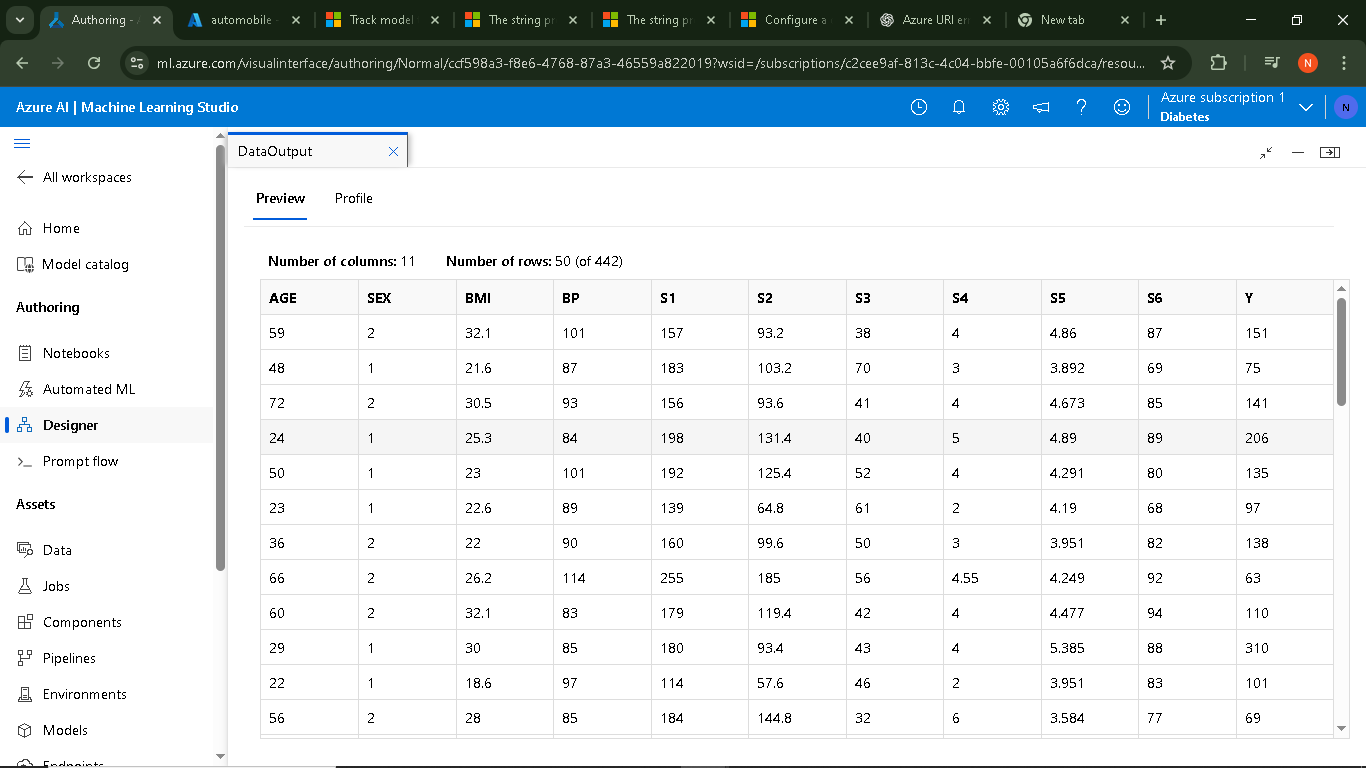 Authoring - A
automobile -
Track model
The string pr
The string pr
Configure a
Azure URI err
New tab
ml.azure.com/visualinterface/authoring/Normal/ccf598a3-f8e6-4768-87a3-46559a822019?wsid=/subscriptions/c2cee9af-813c-4c04-bbfe-00105a6f6dca/resou...
N
Azure AI | Machine Learning Studio
Azure subscription 1
Diabetes
N
All workspaces
Home
Model catalog
Authoring
Notebooks
Automated ML
Designer
Prompt flow
Assets
Data
Jobs
Components
Pipelines
Environments
Models
Endpoints
DataOutput
Preview Profile
Number of columns: 11 Number of rows: 50 (of 442)
AGE SEX BMI BP S1 S2 S3 S4 S5 S6 Y
59 2 32.1 101 157 93.2 38 4 4.86 87 151
48 1 21.6 87 183 103.2 70 3 3.892 69 75
72 2 30.5 93 156 93.6 41 4 4.673 85 141
24 1 25.3 84 198 131.4 40 5 4.89 89 206
50 1 23 101 192 125.4 52 4 4.291 80 135
23 1 22.6 89 139 64.8 61 2 4.19 68 97
36 2 22 90 160 99.6 50 3 3.951 82 138
66 2 26.2 114 255 185 56 4.55 4.249 92 63
60 2 32.1 83 179 119.4 42 4 4.477 94 110
29 1 30 85 180 93.4 43 4 5.385 88 310
22 1 18.6 97 114 57.6 46 2 3.951 83 101
56 2 28 85 184 144.8 32 6 3.584 77 69